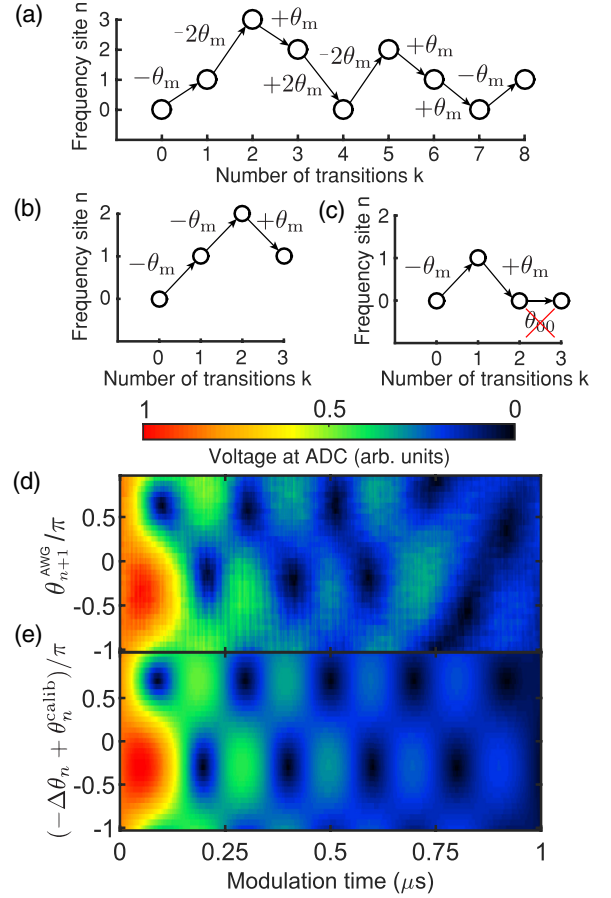 (a)
Frequency site n
3
2
1
0
−θm
-2θm
+θm
+2θm
-2θm
+θm
+θm
−θm
0 1 2 3 4 5 6 7 8
Number of transitions k
(b)
Frequency site n
2
1
0
−θm
−θm
+θm
0 1 2 3
Number of transitions k
(c)
Frequency site n
1
0
−θm
+θm
θ00
0 1 2 3
Number of transitions k
1 0.5 0
Voltage at ADC (arb. units)
(d)
θ_{n+1}^{AWG}/π
0.5
0
-0.5
-1
(e)
(−Δθn + θ_n^{calib})/π
0.5
0
-0.5
-1
0 0.25 0.5 0.75 1
Modulation time (μs)